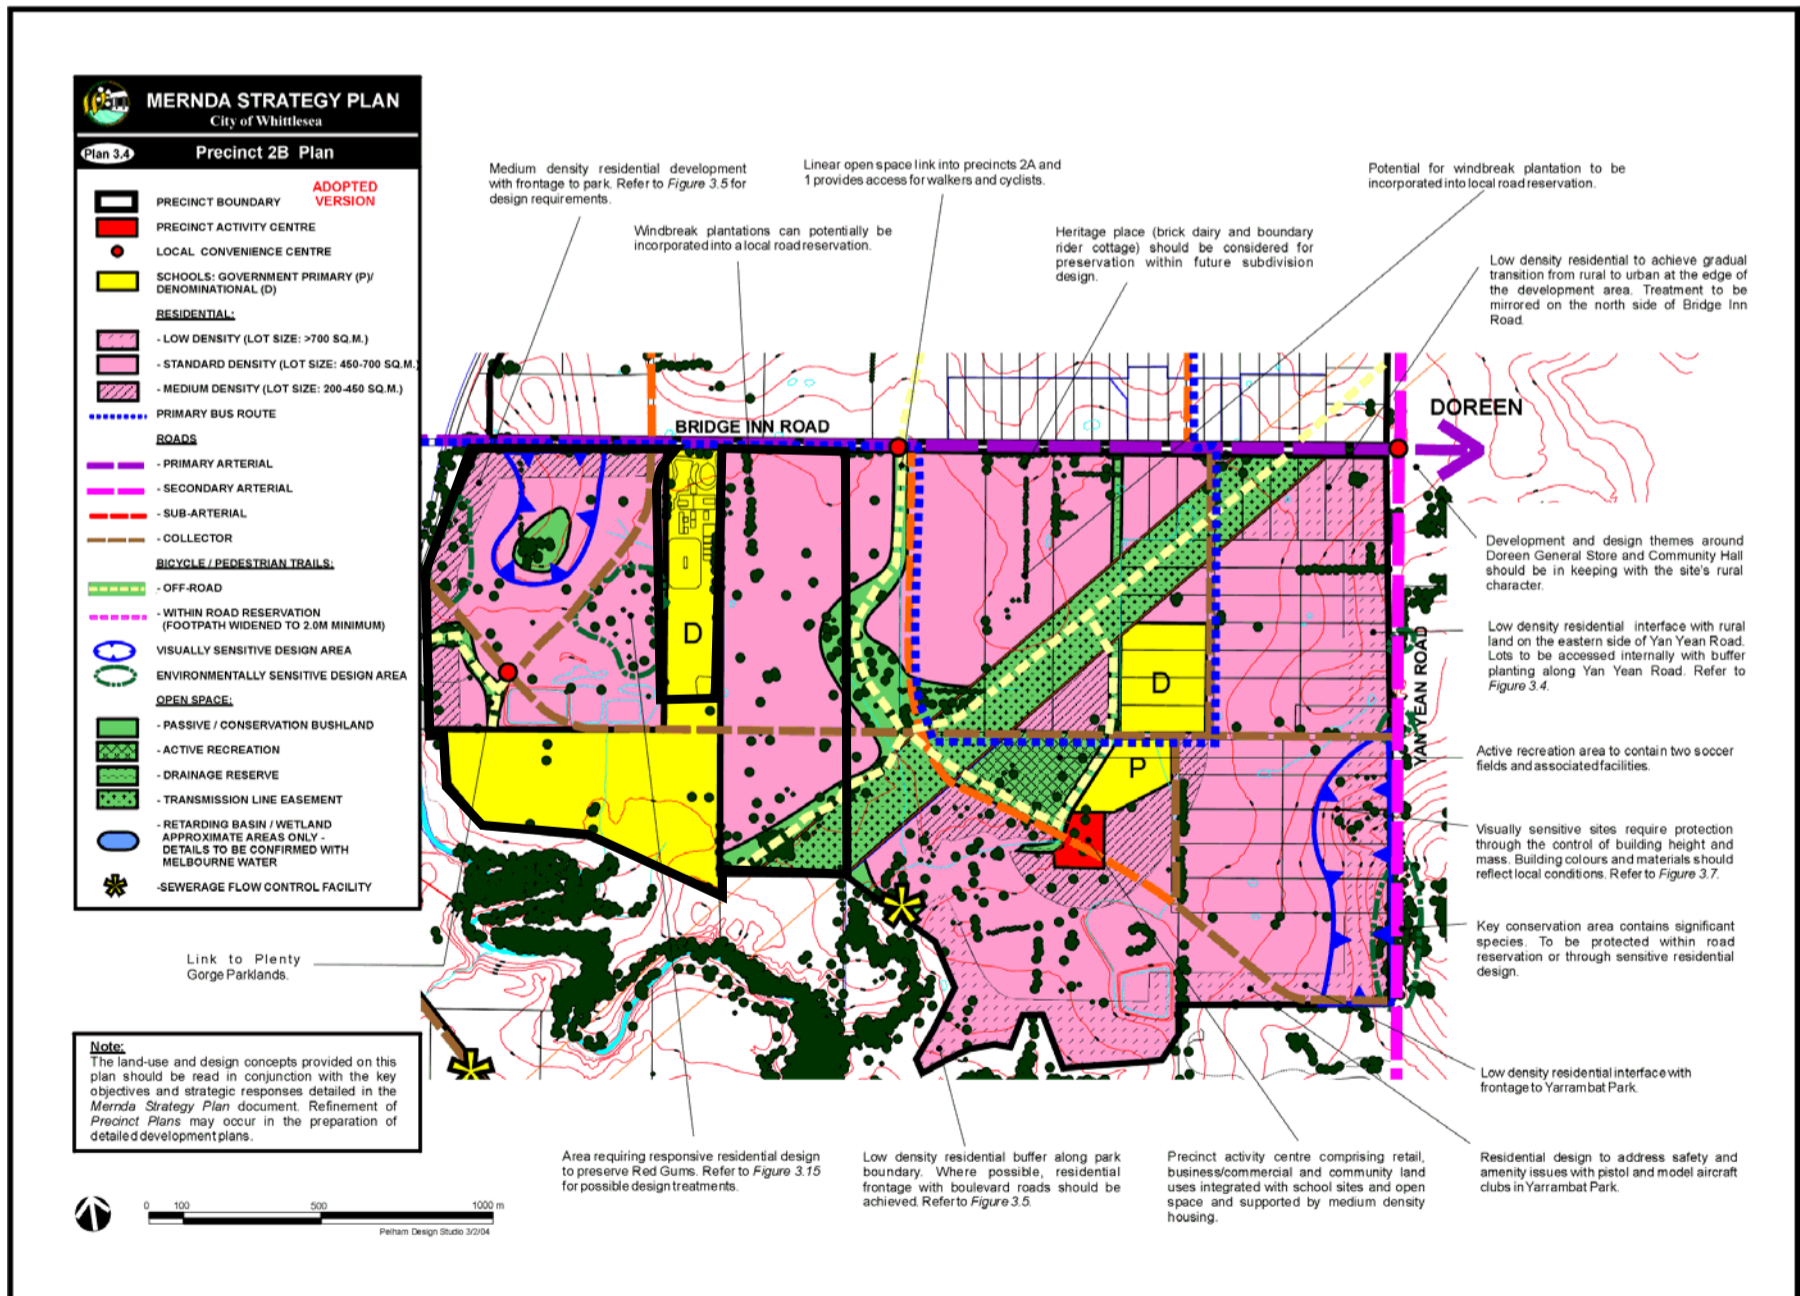 MERNDA STRATEGY PLAN
City of Whittlesea
Plan 3.4
Precinct 2B Plan
ADOPTED
VERSION
PRECINCT BOUNDARY
PRECINCT ACTIVITY CENTRE
LOCAL CONVENIENCE CENTRE
SCHOOLS: GOVERNMENT PRIMARY (P)/
DENOMINATIONAL (D)
RESIDENTIAL:
- LOW DENSITY (LOT SIZE: >700 SQ.M.)
- STANDARD DENSITY (LOT SIZE: 450-700 SQ.M.)
- MEDIUM DENSITY (LOT SIZE: 200-450 SQ.M.)
PRIMARY BUS ROUTE
ROADS
- PRIMARY ARTERIAL
- SECONDARY ARTERIAL
- SUB-ARTERIAL
- COLLECTOR
BICYCLE / PEDESTRIAN TRAILS:
- OFF-ROAD
- WITHIN ROAD RESERVATION
(FOOTPATH WIDENED TO 2.0M MINIMUM)
VISUALLY SENSITIVE DESIGN AREA
ENVIRONMENTALLY SENSITIVE DESIGN AREA
OPEN SPACE:
- PASSIVE / CONSERVATION BUSHLAND
- ACTIVE RECREATION
- DRAINAGE RESERVE
- TRANSMISSION LINE EASEMENT
- RETARDING BASIN / WETLAND
APPROXIMATE AREAS ONLY -
DETAILS TO BE CONFIRMED WITH
MELBOURNE WATER
-SEWERAGE FLOW CONTROL FACILITY
Medium density residential development
with frontage to park. Refer to Figure 3.5 for
design requirements.
Windbreak plantations can potentially be
incorporated into a local road reservation.
Linear open space link into precincts 2A and
1 provides access for walkers and cyclists.
Heritage place (brick dairy and boundary
rider cottage) should be considered for
preservation within future subdivision
design.
Potential for windbreak plantation to be
incorporated into local road reservation.
Low density residential to achieve gradual
transition from rural to urban at the edge of
the development area. Treatment to be
mirrored on the north side of Bridge Inn
Road.
BRIDGE INN ROAD
DOREEN
D
D
P
YAN YEAN ROAD
Development and design themes around
Doreen General Store and Community Hall
should be in keeping with the site's rural
character.
Low density residential interface with rural
land on the eastern side of Yan Yean Road.
Lots to be accessed internally with buffer
planting along Yan Yean Road. Refer to
Figure 3.4.
Active recreation area to contain two soccer
fields and associated facilities.
Visually sensitive sites require protection
through the control of building height and
mass. Building colours and materials should
reflect local conditions. Refer to Figure 3.7.
Key conservation area contains significant
species. To be protected within road
reservation or through sensitive residential
design.
Low density residential interface with
frontage to Yarrambat Park.
Residential design to address safety and
amenity issues with pistol and model aircraft
clubs in Yarrambat Park.
Link to Plenty
Gorge Parklands.
Note:
The land-use and design concepts provided on this
plan should be read in conjunction with the key
objectives and strategic responses detailed in the
Mernda Strategy Plan document. Refinement of
Precinct Plans may occur in the preparation of
detailed development plans.
Area requiring responsive residential design
to preserve Red Gums. Refer to Figure 3.15
for possible design treatments.
Low density residential buffer along park
boundary. Where possible, residential
frontage with boulevard roads should be
achieved. Refer to Figure 3.5.
Precinct activity centre comprising retail,
business/commercial and community land
uses integrated with school sites and open
space and supported by medium density
housing.
0 100 500 1000 m
Pelham Design Studio 3/2/04